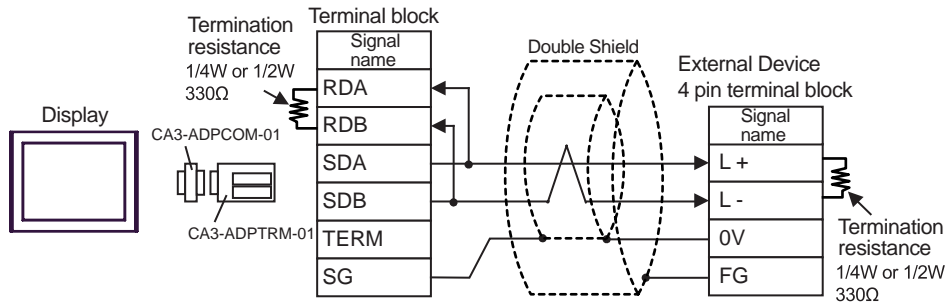 Display
CA3-ADPCOM-01
CA3-ADPTRM-01
Termination
resistance
1/4W or 1/2W
330Ω
Terminal block
Signal
name
RDA
RDB
SDA
SDB
TERM
SG
Double Shield
External Device
4 pin terminal block
Signal
name
L +
L -
0V
FG
Termination
resistance
1/4W or 1/2W
330Ω